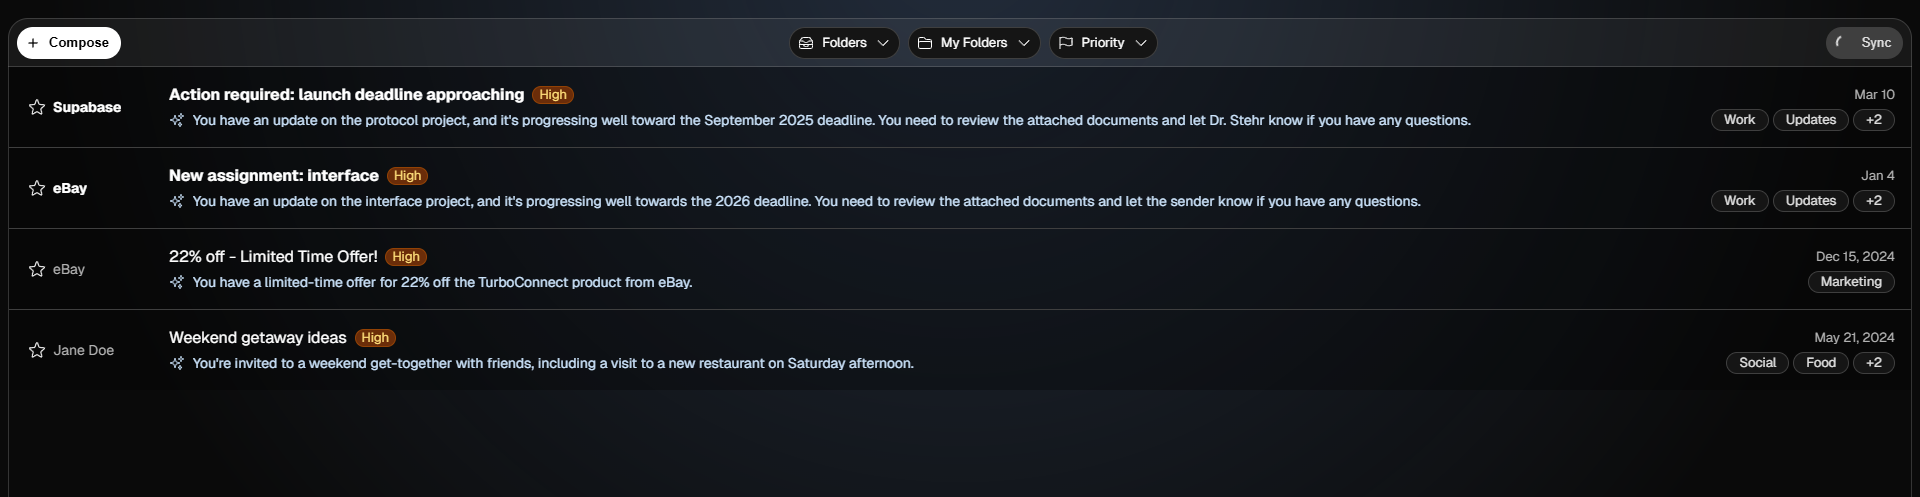 + Compose
Folders
My Folders
Priority
Sync
Supabase
Action required: launch deadline approaching High
Mar 10
You have an update on the protocol project, and it's progressing well toward the September 2025 deadline. You need to review the attached documents and let Dr. Stehr know if you have any questions.
Work Updates +2
eBay
New assignment: interface High
Jan 4
You have an update on the interface project, and it's progressing well towards the 2026 deadline. You need to review the attached documents and let the sender know if you have any questions.
Work Updates +2
eBay
22% off - Limited Time Offer! High
Dec 15, 2024
You have a limited-time offer for 22% off the TurboConnect product from eBay.
Marketing
Jane Doe
Weekend getaway ideas High
May 21, 2024
You're invited to a weekend get-together with friends, including a visit to a new restaurant on Saturday afternoon.
Social Food +2